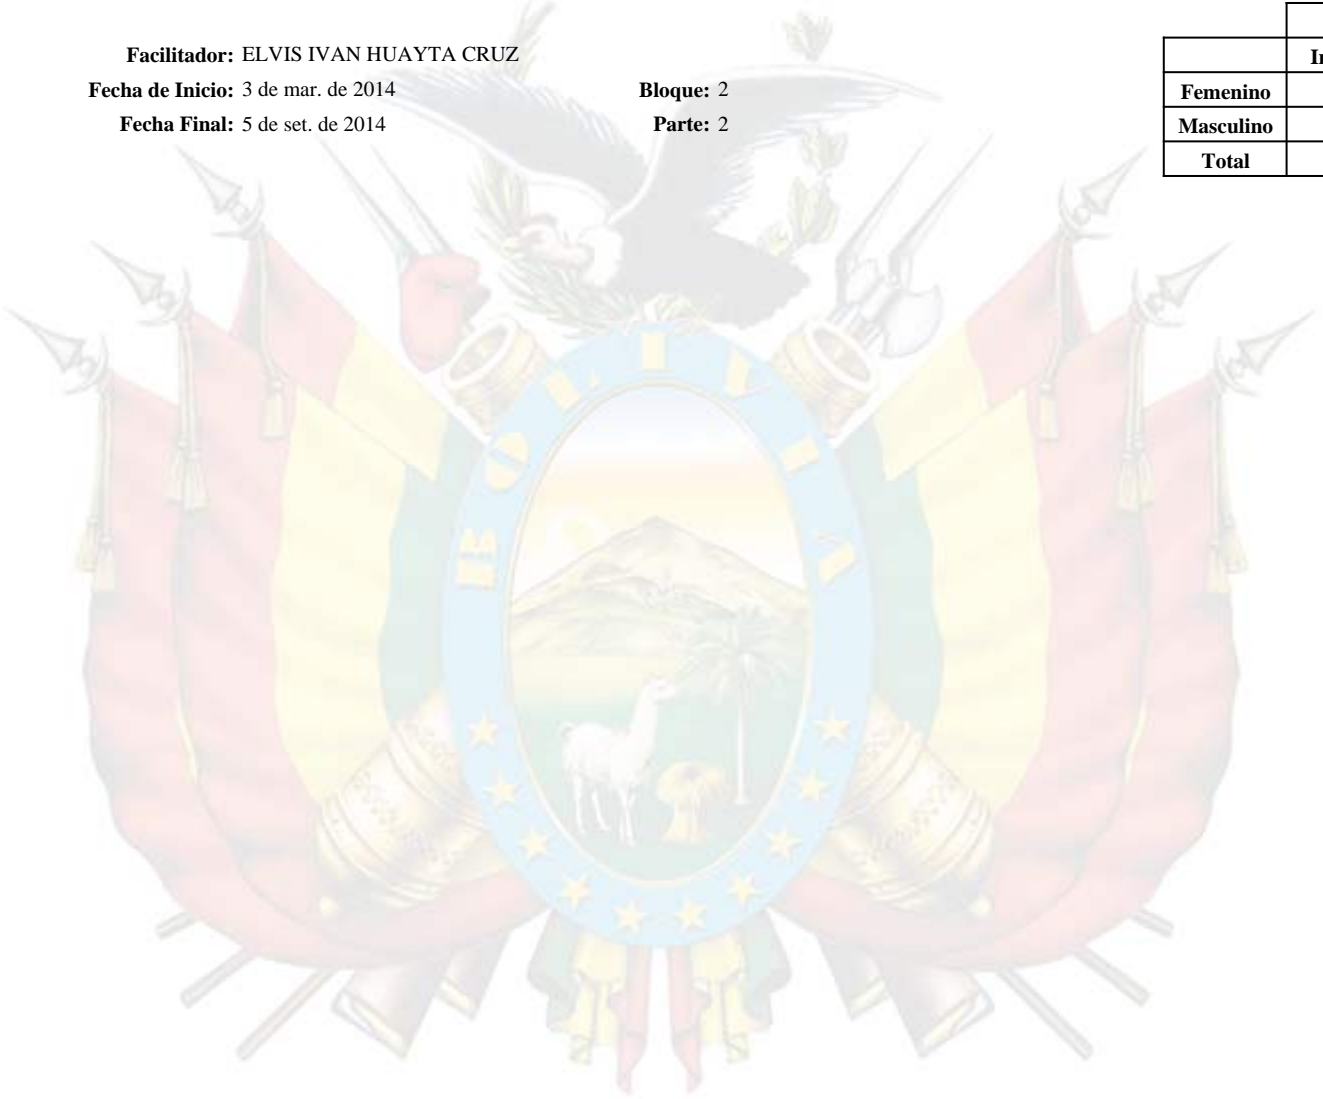 Facilitador: ELVIS IVAN HUAYTA CRUZ
Fecha de Inicio: 3 de mar. de 2014 Bloque: 2
Fecha Final: 5 de set. de 2014 Parte: 2
Femenino
Masculino
Total
BOLIVIA